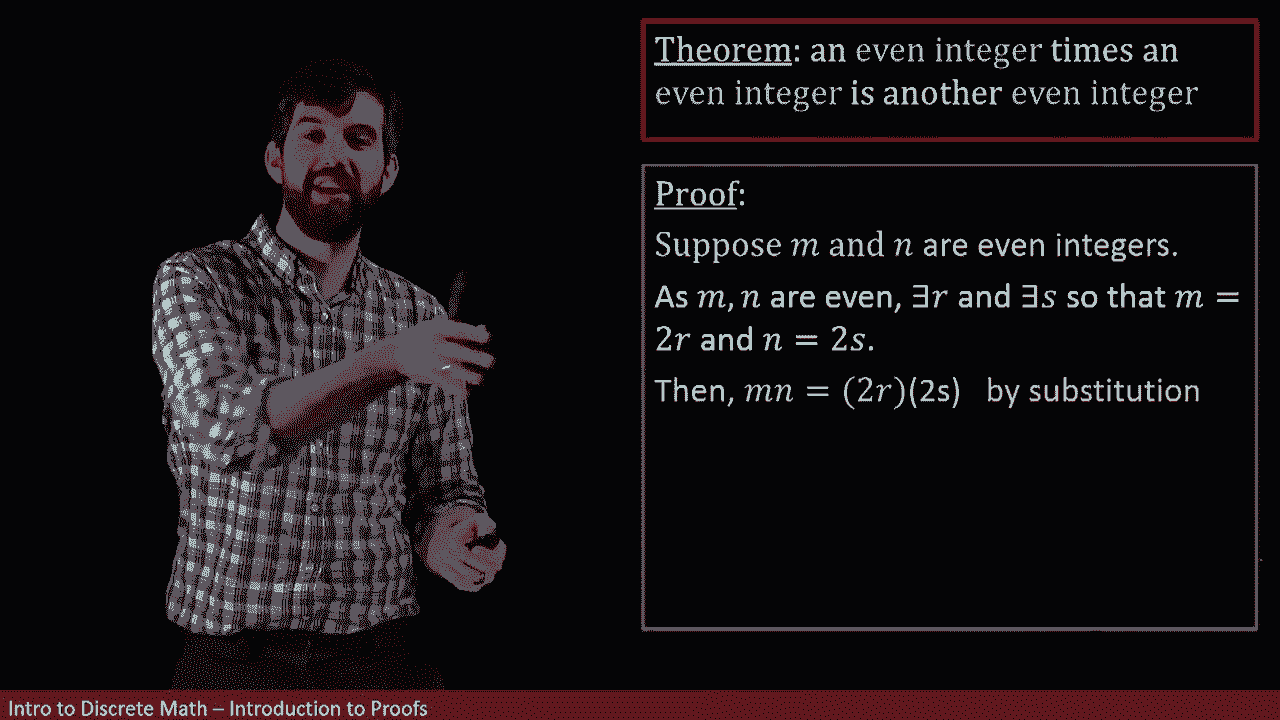 Theorem: an even integer times an
even integer is another even integer
Proof:
Suppose m and n are even integers.
As m, n are even, ∃r and ∃s so that m =
2r and n = 2s.
Then, mn = (2r)(2s) by substitution
Intro to Discrete Math – Introduction to Proofs